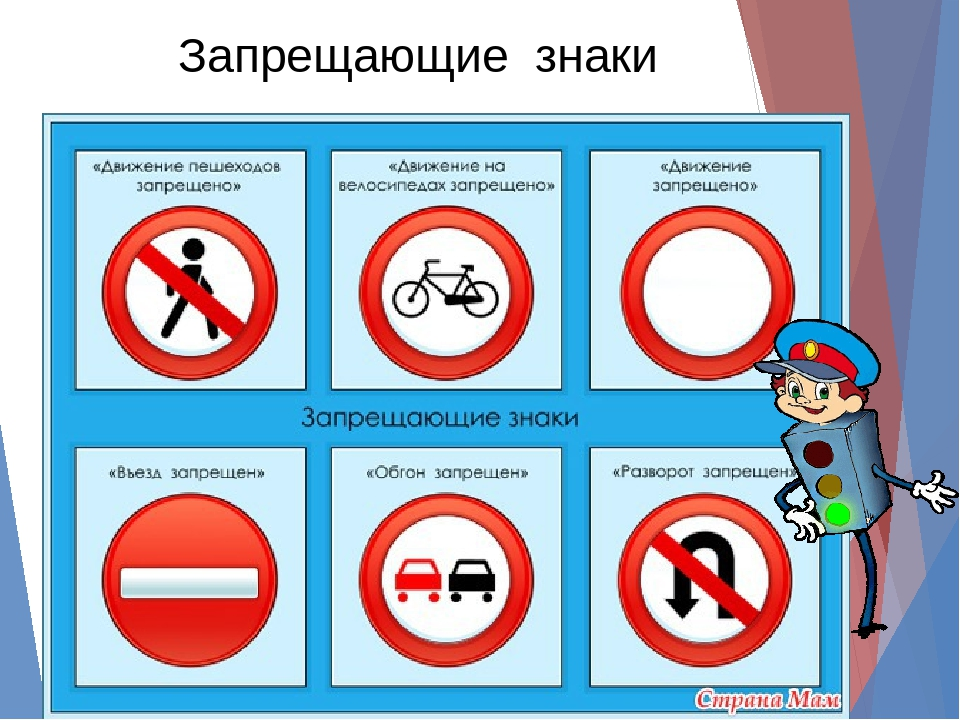 Запрещающие знаки
«Движение пешеходов
запрещено»
«Движение на
велосипедах запрещено»
«Движение
запрещено»
Запрещающие знаки
«Въезд запрещен»
«Обгон запрещен»
«Разворот запрещен»
Страна Мам